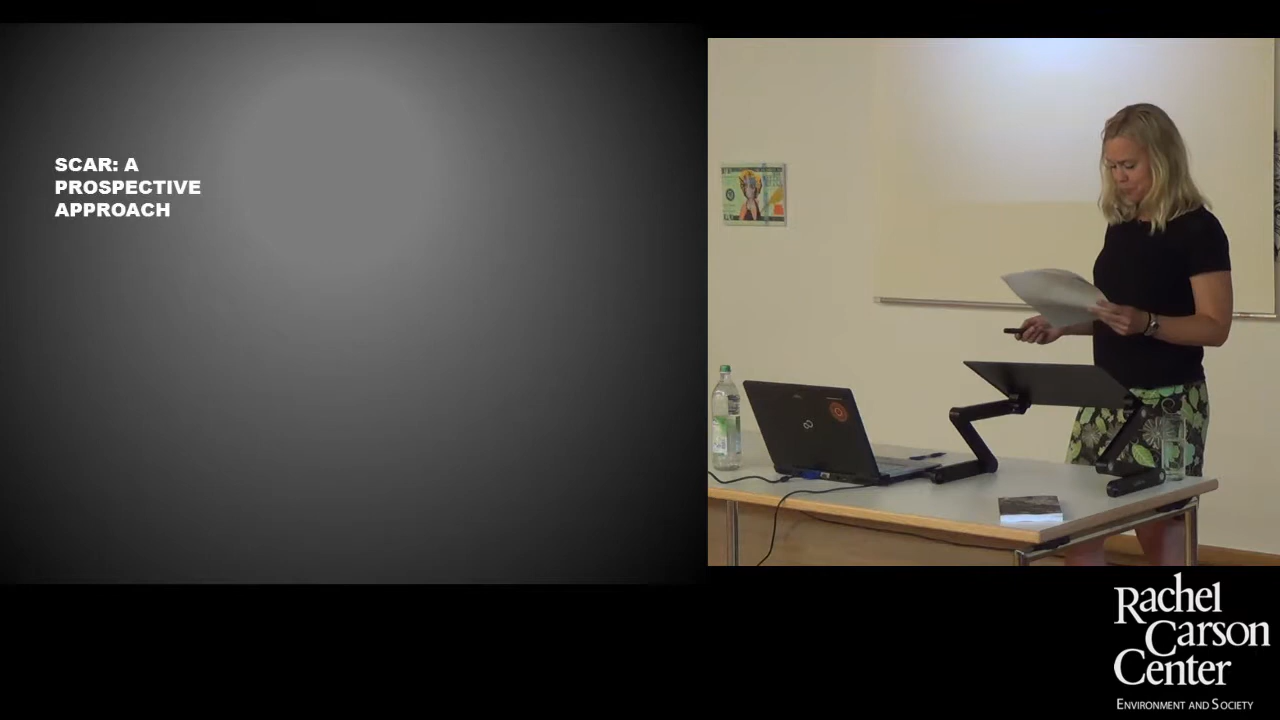 SCAR: A
PROSPECTIVE
APPROACH
Rachel
Carson
Center
ENVIRONMENT AND SOCIETY